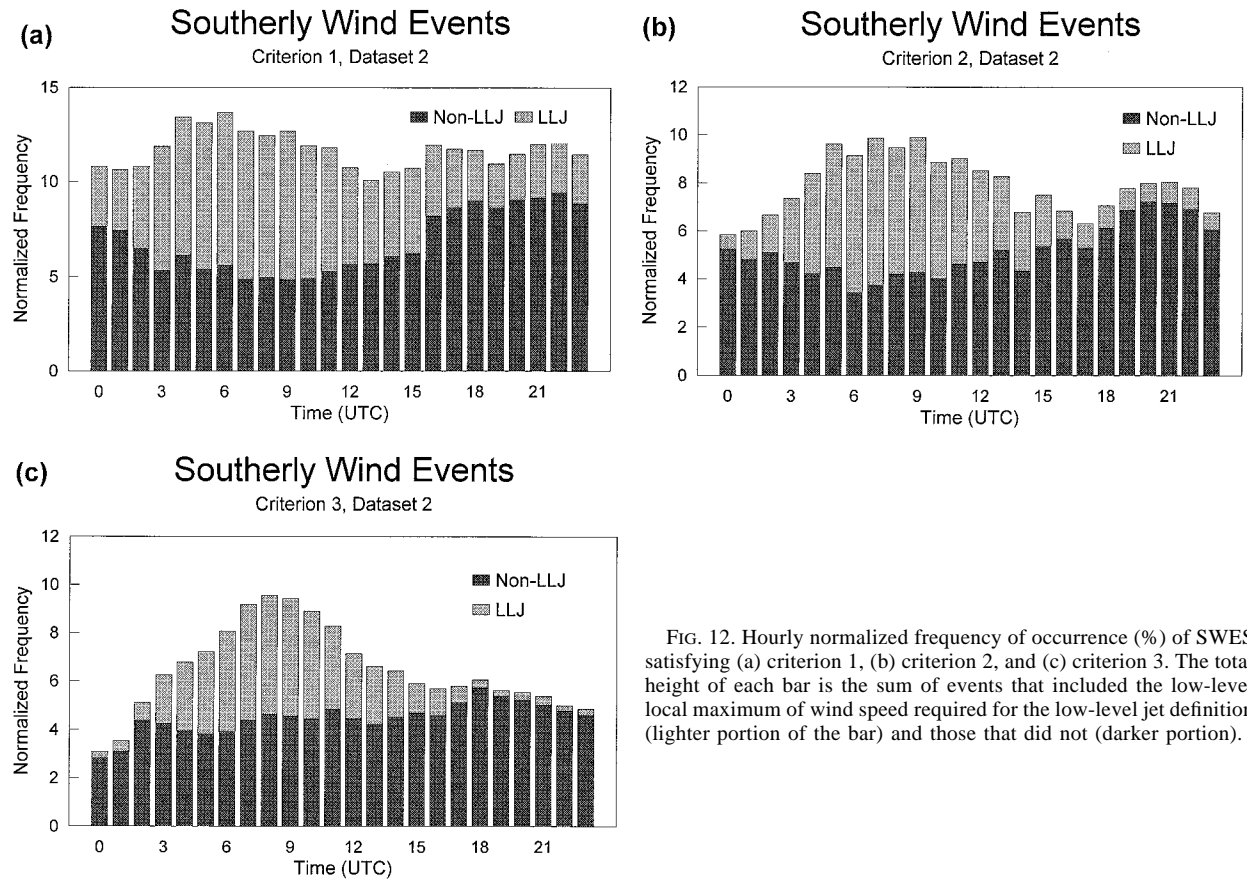 (a)
Southerly Wind Events
Criterion 1, Dataset 2
Normalized Frequency
15
10
5
0
Non-LLJ
LLJ
0 3 6 9 12 15 18 21
Time (UTC)
(b)
Southerly Wind Events
Criterion 2, Dataset 2
Normalized Frequency
12
10
8
6
4
2
0
Non-LLJ
LLJ
0 3 6 9 12 15 18 21
Time (UTC)
(c)
Southerly Wind Events
Criterion 3, Dataset 2
Normalized Frequency
12
10
8
6
4
2
0
Non-LLJ
LLJ
0 3 6 9 12 15 18 21
Time (UTC)
FIG. 12. Hourly normalized frequency of occurrence (%) of SWES
satisfying (a) criterion 1, (b) criterion 2, and (c) criterion 3. The total
height of each bar is the sum of events that included the low-level
local maximum of wind speed required for the low-level jet definition
(lighter portion of the bar) and those that did not (darker portion).